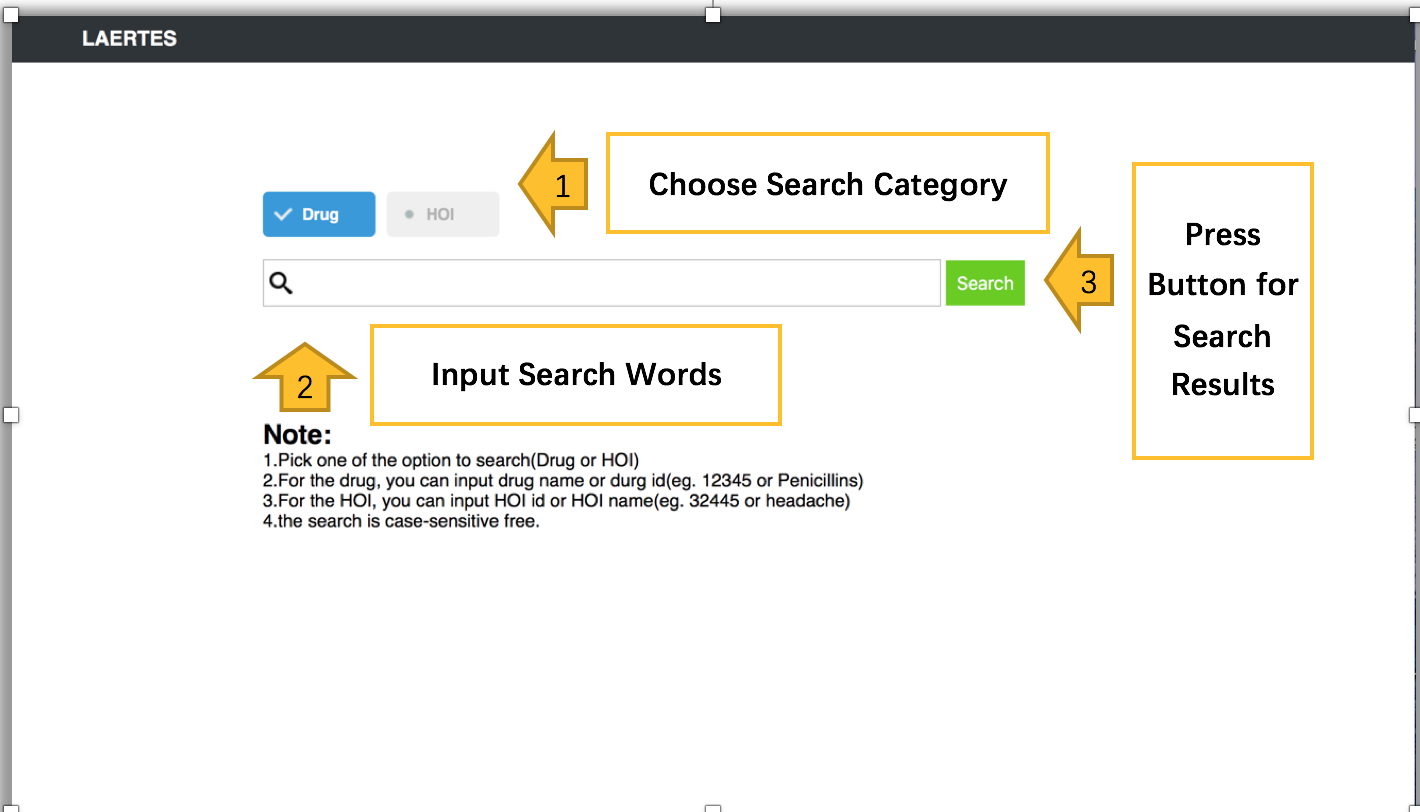 LAERTES
1
Choose Search Category
Drug
HOI
Search
3
Press
Button for
Search
Results
2
Input Search Words
Note:
1.Pick one of the option to search(Drug or HOI)
2.For the drug, you can input drug name or durg id(eg. 12345 or Penicillins)
3.For the HOI, you can input HOI id or HOI name(eg. 32445 or headache)
4.the search is case-sensitive free.